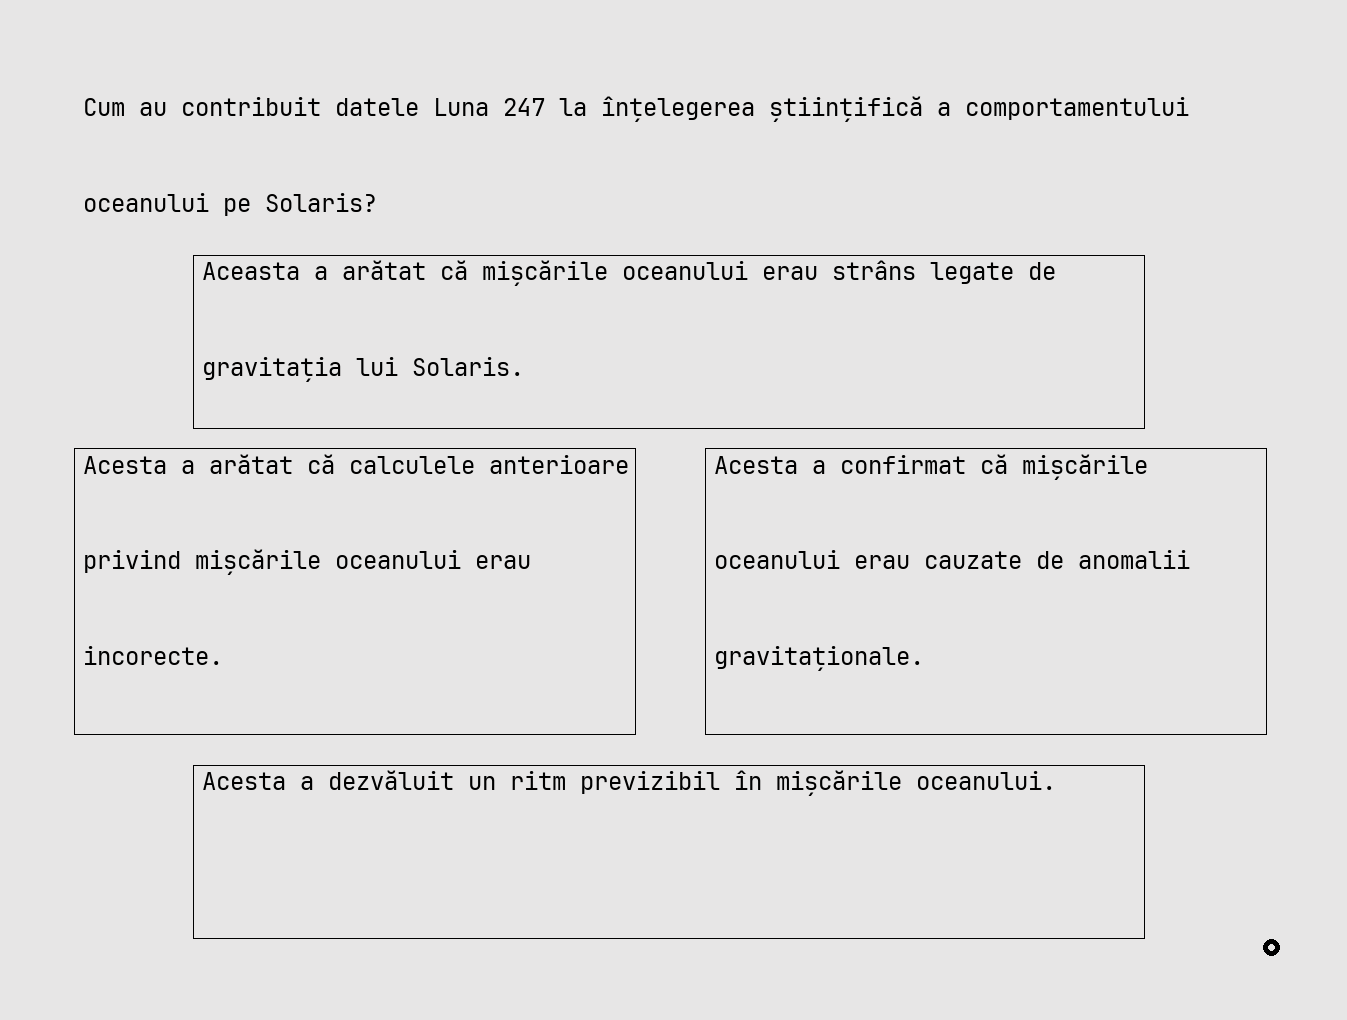 Cum au contribuit datele Luna 247 la înțelegerea științifică a comportamentului
oceanului pe Solaris?
Aceasta a arătat că mișcările oceanului erau strâns legate de
gravitația lui Solaris.
Acesta a arătat că calculele anterioare
privind mișcările oceanului erau
incorecte.
Acesta a confirmat că mișcările
oceanului erau cauzate de anomalii
gravitaționale.
Acesta a dezvăluit un ritm previzibil în mișcările oceanului.